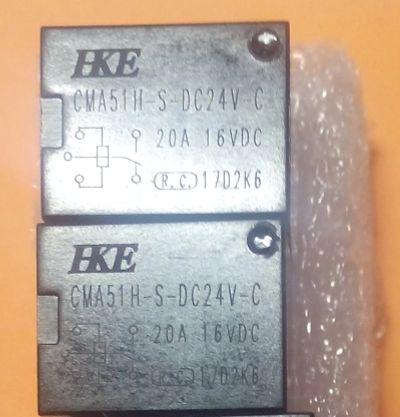 HKE
CMA51H-S-DC24V-C
20A 16VDC
R.C. 17D2K6
HKE
CMA51H-S-DC24V-C
20A 16VDC
R.C. 17D2K6